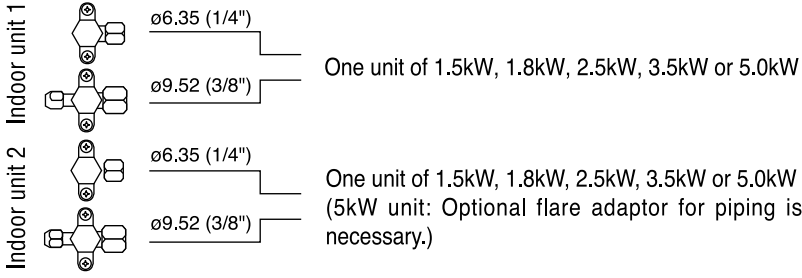 Indoor unit 1
ø6.35 (1/4")
ø9.52 (3/8")
One unit of 1.5kW, 1.8kW, 2.5kW, 3.5kW or 5.0kW
Indoor unit 2
ø6.35 (1/4")
ø9.52 (3/8")
One unit of 1.5kW, 1.8kW, 2.5kW, 3.5kW or 5.0kW
(5kW unit: Optional flare adaptor for piping is
necessary.)